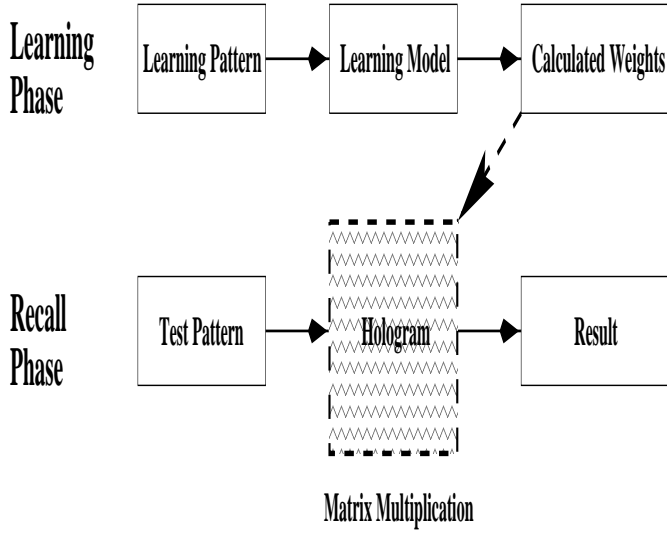 Learning
Phase
Learning Pattern
Learning Model
Calculated Weights
Recall
Phase
Test Pattern
Hologram
Result
Matrix Multiplication